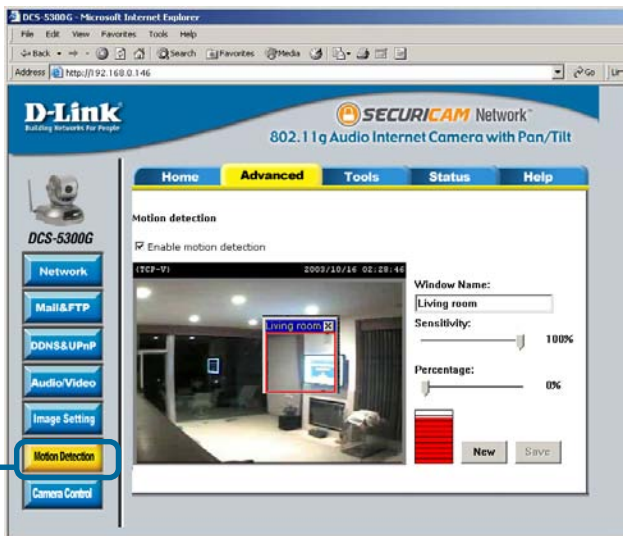 DCS-5300G - Microsoft Internet Explorer
File Edit View Favorites Tools Help
Back Search Favorites Media
Address http://192.168.0.146 Go
D-Link
Building Networks for People
SECURICAM Network™
802.11g Audio Internet Camera with Pan/Tilt
Home Advanced Tools Status Help
DCS-5300G
Network
Mail&FTP
DDNS&UPnP
Audio/Video
Image Setting
Motion Detection
Camera Control
Motion detection
Enable motion detection
(TCP-V) 2003/10/16 02:28:46
Living room
Window Name:
Living room
Sensitivity:
100%
Percentage:
0%
New Save